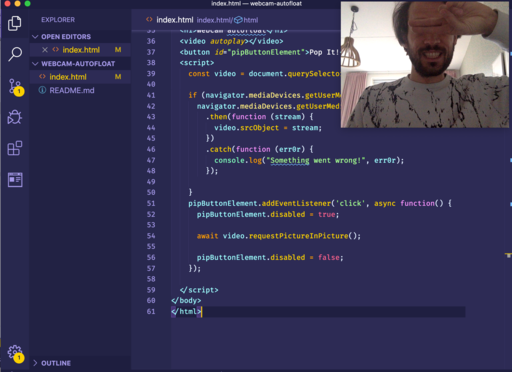 index.html — webcam-autofloat
EXPLORER
OPEN EDITORS
index.html M
WEBCAM-AUTOFLOAT
index.html M
README.md
OUTLINE
1
1
index.html index.html/ html
35 <h1>Webcam autofloat</h1>
36 <video autoplay></video>
37 <button id="pipButtonElement">Pop It!
38 <script>
39 const video = document.querySelecto
40
41 if (navigator.mediaDevices.getUserMe
42 navigator.mediaDevices.getUserMed
43 .then(function (stream) {
44 video.srcObject = stream;
45 })
46 .catch(function (err0r) {
47 console.log("Something went wrong!", err0r);
48 });
49
50 }
51 pipButtonElement.addEventListener('click', async function() {
52 pipButtonElement.disabled = true;
53
54 await video.requestPictureInPicture();
55
56 pipButtonElement.disabled = false;
57 });
58
59 </script>
60 </body>
61 </html>